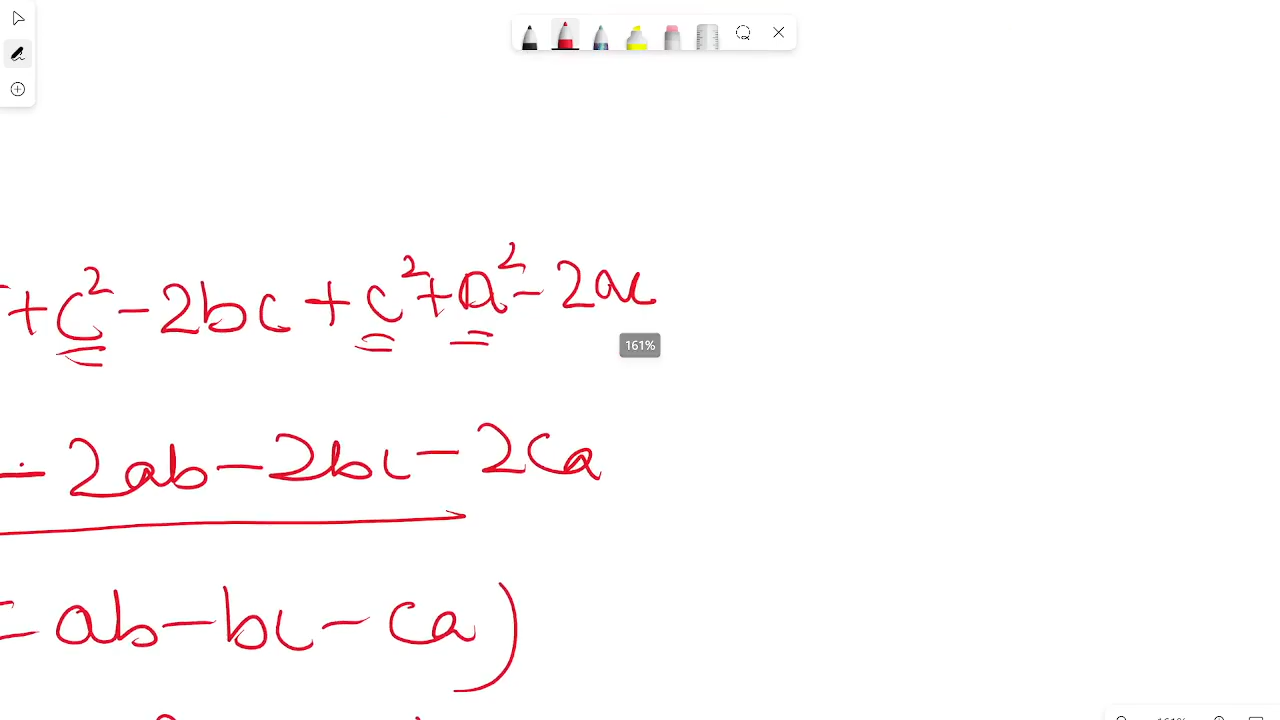 + c² - 2bc + c² + a² - 2ac
161%
- 2ab - 2bc - 2ca
- ab - bc - ca)